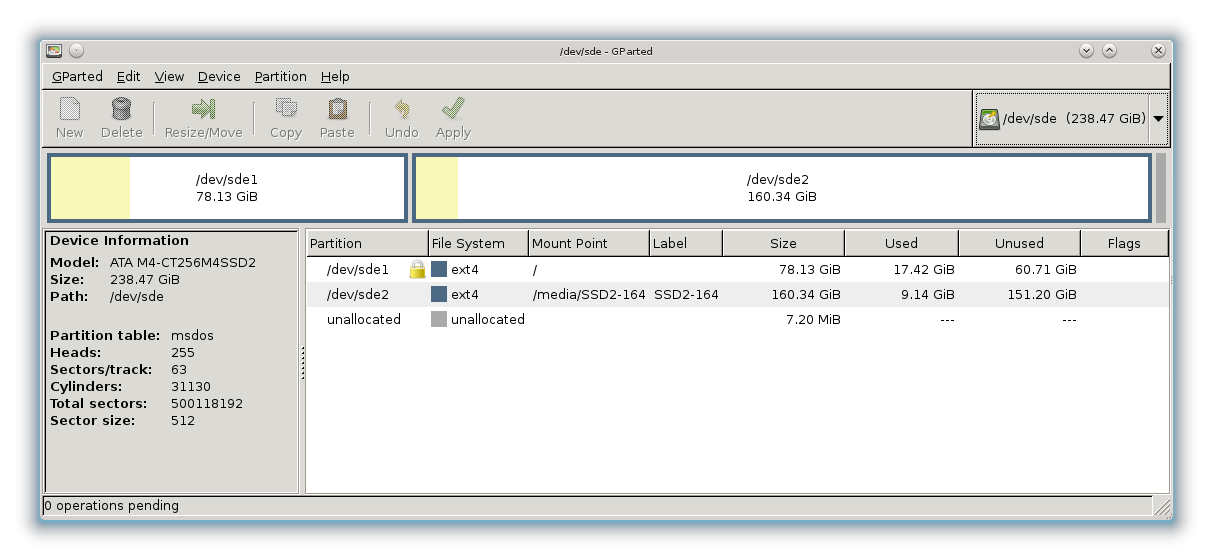 /dev/sde - GParted
GParted Edit View Device Partition Help
New Delete Resize/Move Copy Paste Undo Apply
/dev/sde (238.47 GiB)
/dev/sde1
78.13 GiB
/dev/sde2
160.34 GiB
Device Information
Model: ATA M4-CT256M4SSD2
Size: 238.47 GiB
Path: /dev/sde
Partition table: msdos
Heads: 255
Sectors/track: 63
Cylinders: 31130
Total sectors: 500118192
Sector size: 512
Partition File System Mount Point Label Size Used Unused Flags
/dev/sde1 ext4 / 78.13 GiB 17.42 GiB 60.71 GiB
/dev/sde2 ext4 /media/SSD2-164 SSD2-164 160.34 GiB 9.14 GiB 151.20 GiB
unallocated unallocated 7.20 MiB --- ---
0 operations pending